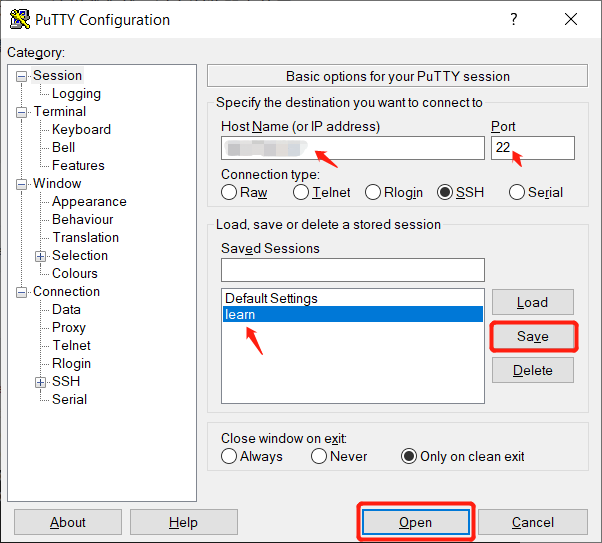 PuTTY Configuration
?
Category:
Session
Logging
Terminal
Keyboard
Bell
Features
Window
Appearance
Behaviour
Translation
Selection
Colours
Connection
Data
Proxy
Telnet
Rlogin
SSH
Serial
Basic options for your PuTTY session
Specify the destination you want to connect to
Host Name (or IP address) Port
22
Connection type:
Raw Telnet Rlogin SSH Serial
Load, save or delete a stored session
Saved Sessions
Default Settings
learn
Load
Save
Delete
Close window on exit:
Always Never Only on clean exit
About Help Open Cancel